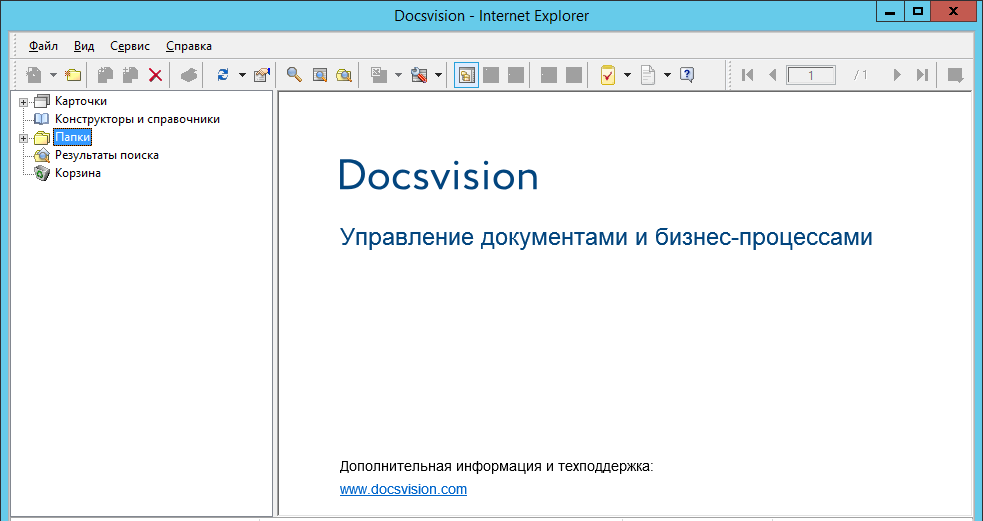 Docsvision - Internet Explorer
Файл Вид Сервис Справка
1 / 1
Карточки
Конструкторы и справочники
Папки
Результаты поиска
Корзина
Docsvision
Управление документами и бизнес-процессами
Дополнительная информация и техподдержка:
www.docsvision.com